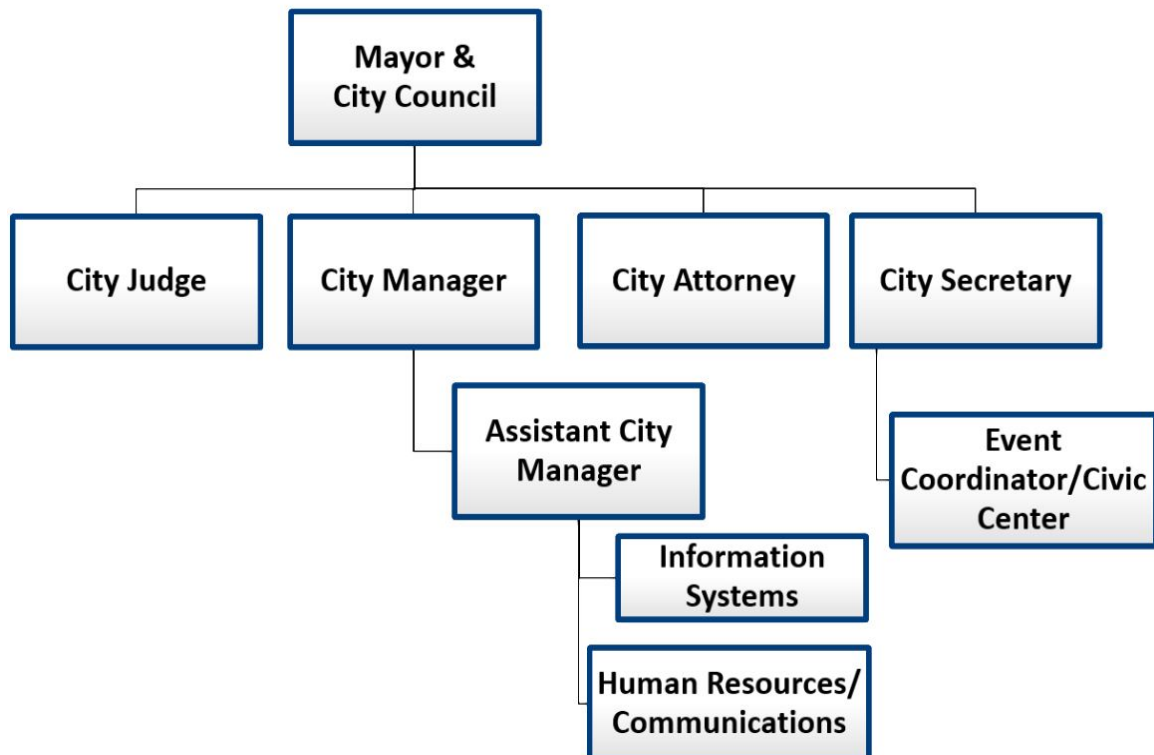 Mayor &
City Council
City Judge
City Manager
City Attorney
City Secretary
Assistant City
Manager
Event
Coordinator/Civic
Center
Information
Systems
Human Resources/
Communications